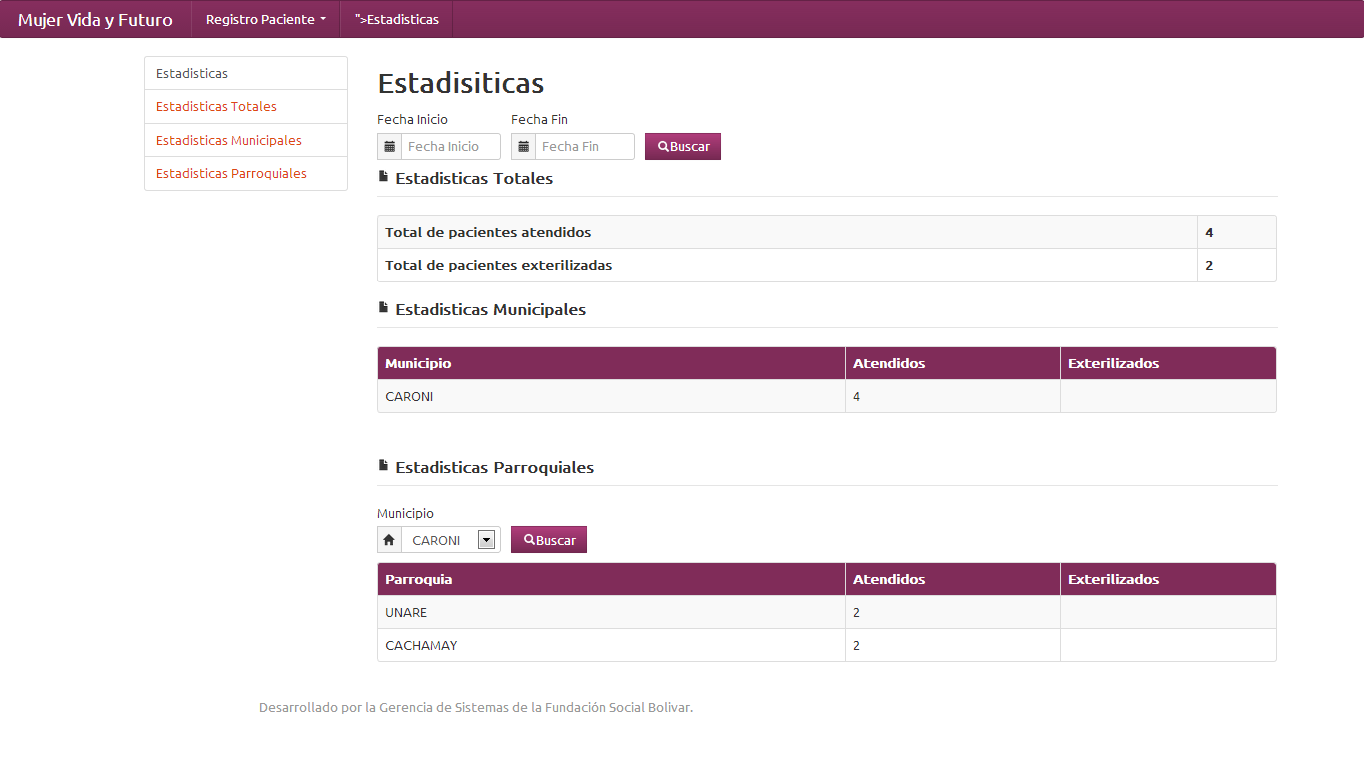 Mujer Vida y Futuro Registro Paciente ">Estadisticas
Estadisticas
Estadisticas Totales
Estadisticas Municipales
Estadisticas Parroquiales
Estadisiticas
Fecha Inicio Fecha Fin
Fecha Inicio Fecha Fin Buscar
Estadisticas Totales
Total de pacientes atendidos 4
Total de pacientes exterilizadas 2
Estadisticas Municipales
Municipio Atendidos Exterilizados
CARONI 4
Estadisticas Parroquiales
Municipio
CARONI Buscar
Parroquia Atendidos Exterilizados
UNARE 2
CACHAMAY 2
Desarrollado por la Gerencia de Sistemas de la Fundación Social Bolivar.